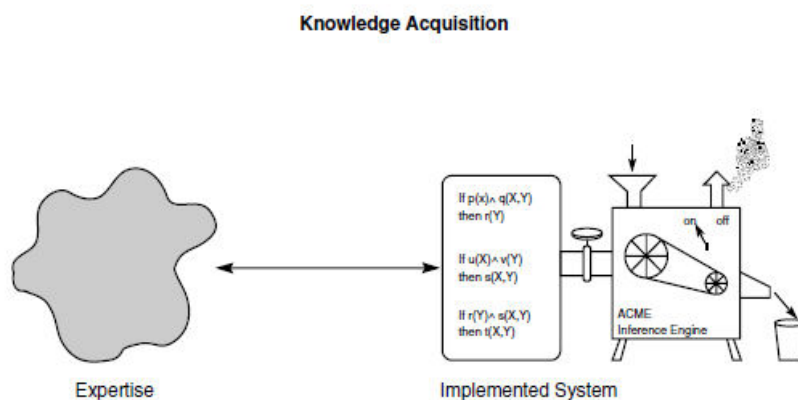 Knowledge Acquisition
If p(x)∧ q(X,Y)
then r(Y)
If u(X)∧ v(Y)
then s(X,Y)
If r(Y)∧ s(X,Y)
then t(X,Y)
on off
ACME
Inference Engine
Expertise
Implemented System